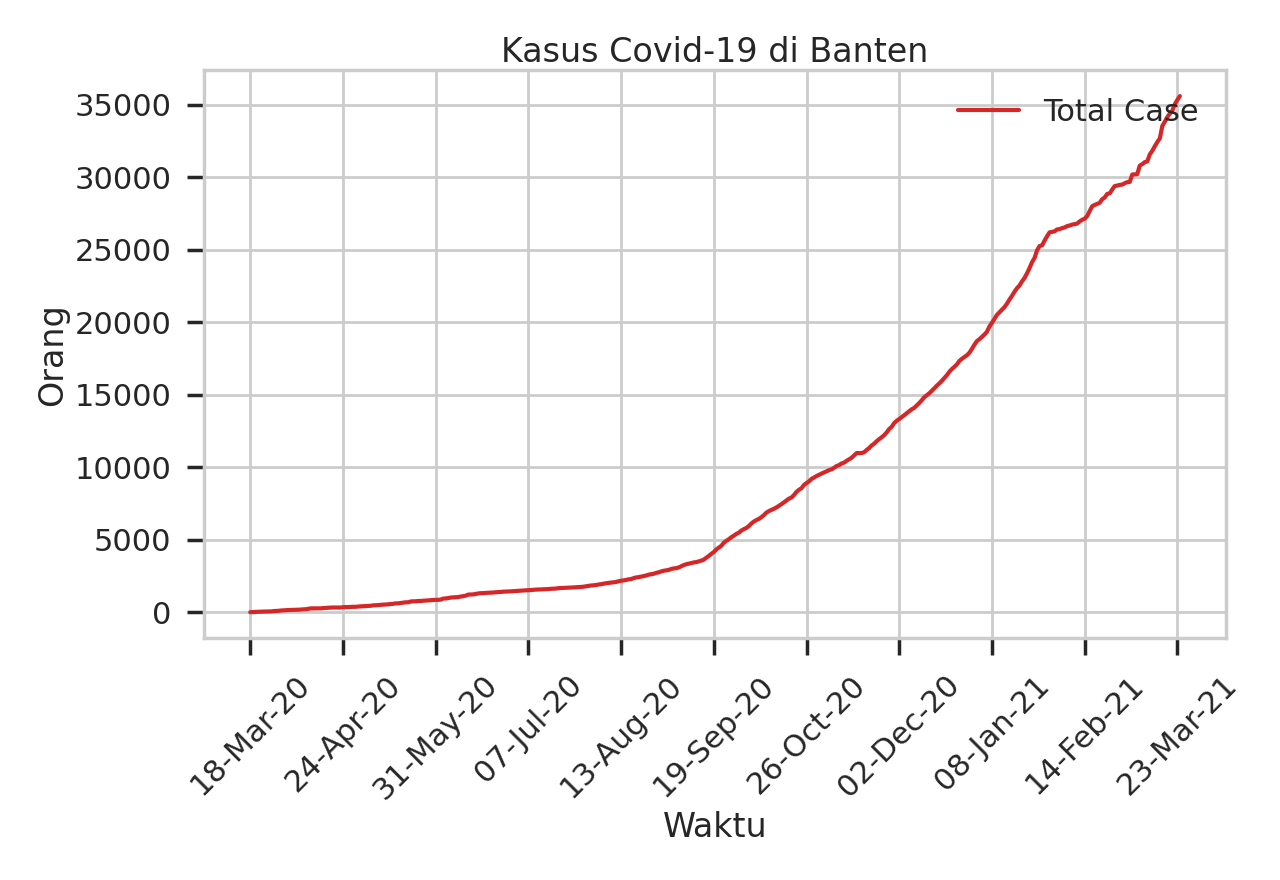 Kasus Covid-19 di Banten
Total Case
Orang
35000
30000
25000
20000
15000
10000
5000
0
18-Mar-20
24-Apr-20
31-May-20
07-Jul-20
13-Aug-20
19-Sep-20
26-Oct-20
02-Dec-20
08-Jan-21
14-Feb-21
23-Mar-21
Waktu